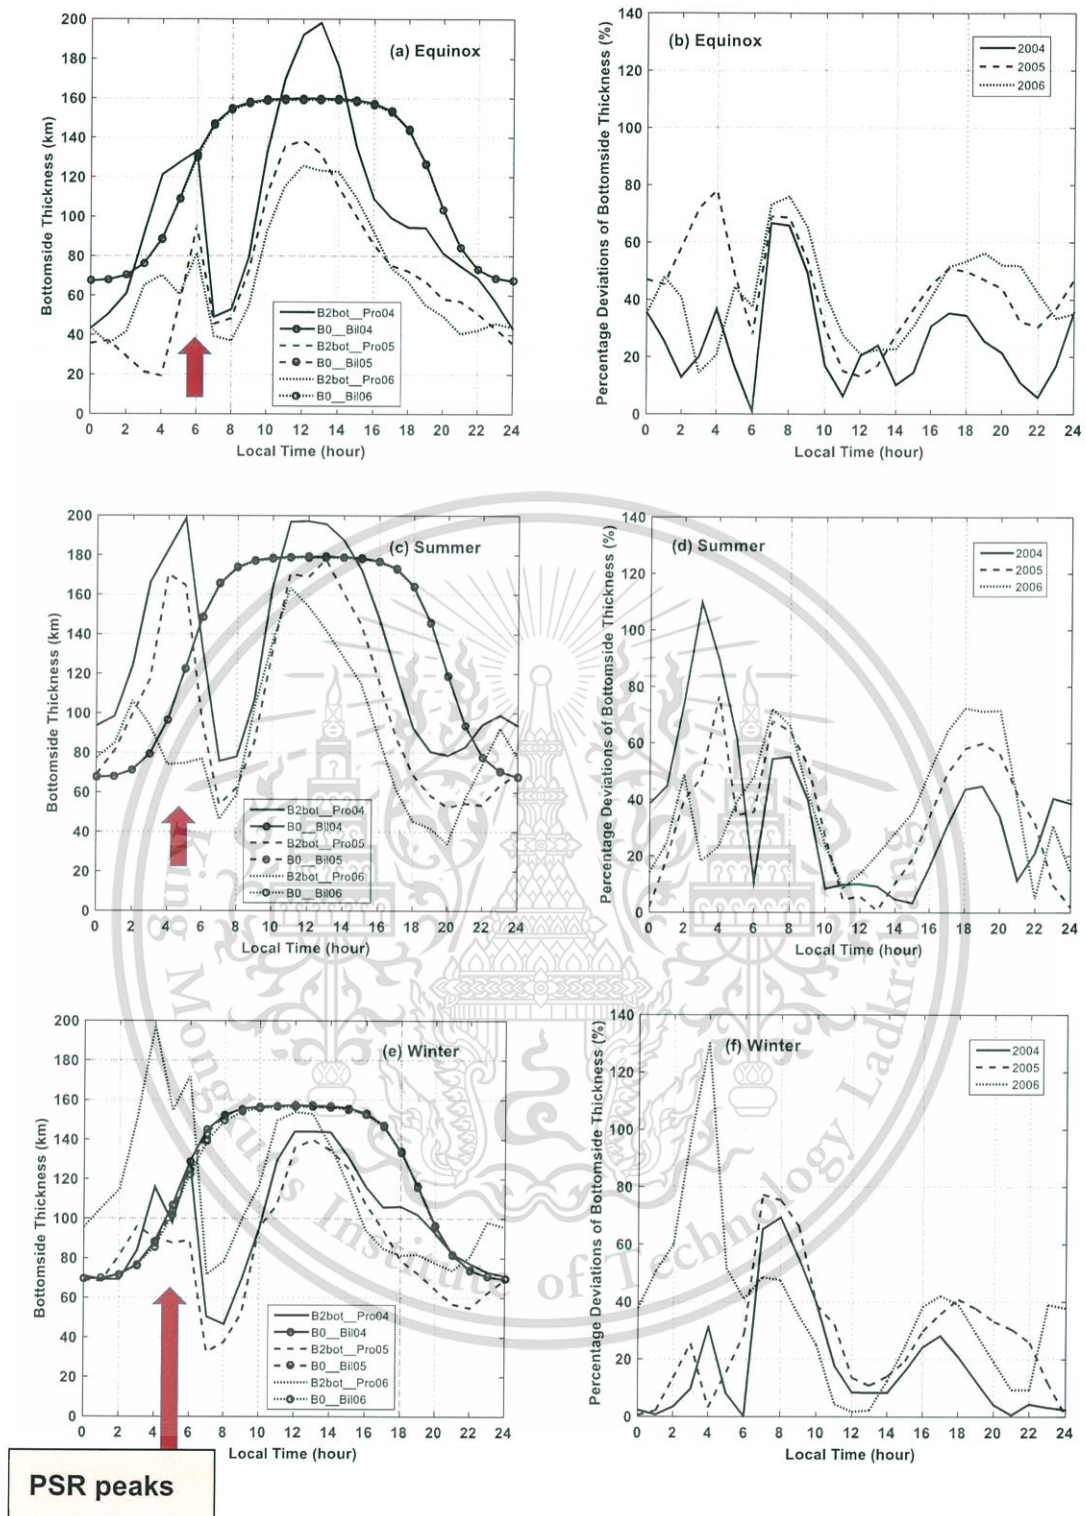 (a) Equinox
Bottomside Thickness (km)
200
180
160
140
120
100
80
60
40
20
0
B2bot__Pro04
B0__Bil04
B2bot__Pro05
B0__Bil05
B2bot__Pro06
B0__Bil06
0 2 4 6 8 10 12 14 16 18 20 22 24
Local Time (hour)
(b) Equinox
Percentage Deviations of Bottomside Thickness (%)
140
120
100
80
60
40
20
0
2004
2005
2006
0 2 4 6 8 10 12 14 16 18 20 22 24
Local Time (hour)
(c) Summer
Bottomside Thickness (km)
200
180
160
140
120
100
80
60
40
20
0
B2bot__Pro04
B0__Bil04
B2bot__Pro05
B0__Bil05
B2bot__Pro06
B0__Bil06
0 2 4 6 8 10 12 14 16 18 20 22 24
Local Time (hour)
(d) Summer
Percentage Deviations of Bottomside Thickness (%)
140
120
100
80
60
40
20
0
2004
2005
2006
0 2 4 6 8 10 12 14 16 18 20 22 24
Local Time (hour)
(e) Winter
Bottomside Thickness (km)
200
180
160
140
120
100
80
60
40
20
0
B2bot__Pro04
B0__Bil04
B2bot__Pro05
B0__Bil05
B2bot__Pro06
B0__Bil06
0 2 4 6 8 10 12 14 16 18 20 22 24
Local Time (hour)
(f) Winter
Percentage Deviations of Bottomside Thickness (%)
140
120
100
80
60
40
20
0
2004
2005
2006
0 2 4 6 8 10 12 14 16 18 20 22 24
Local Time (hour)
PSR peaks
King Mongkut's Institute of Technology Ladkrabang